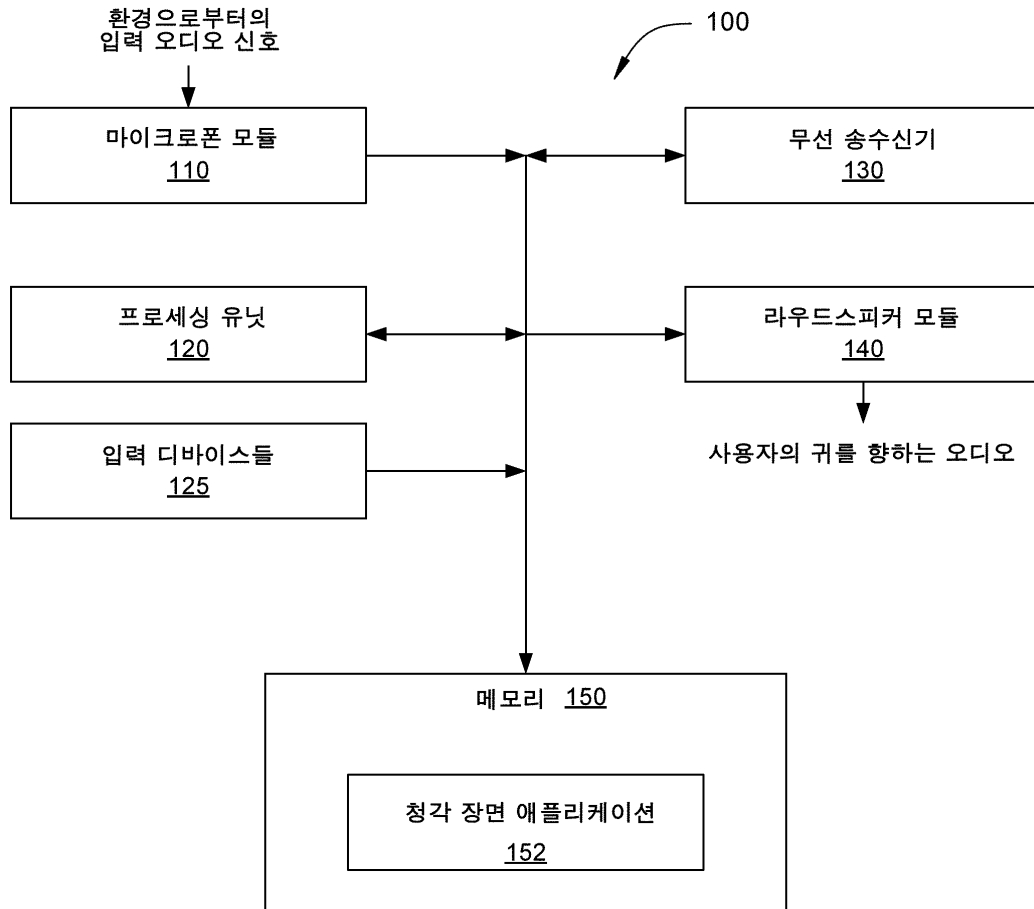 환경으로부터의
입력 오디오 신호
100
마이크로폰 모듈
110
무선 송수신기
130
프로세싱 유닛
120
라우드스피커 모듈
140
입력 디바이스들
125
사용자의 귀를 향하는 오디오
메모리 150
청각 장면 애플리케이션
152